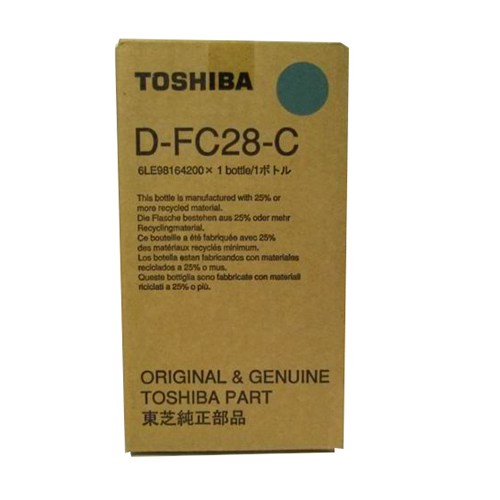 TOSHIBA
D-FC28-C
6LE98164200× 1 bottle/1ボトル
This bottle is manufactured with 25% or
more recycled material.
Die Flasche bestehen aus 25% oder mehr
Recyclingmaterial.
Ce bouteille a été fabriquée avec 25%
des matériaux recyclés minimum.
Los botella estan fabricandos con materiales
reciclados a 25% o mus.
Queste bottiglia sono fabbricate con materiali
riciclati a 25% o più.
ORIGINAL & GENUINE
TOSHIBA PART
東芝純正部品